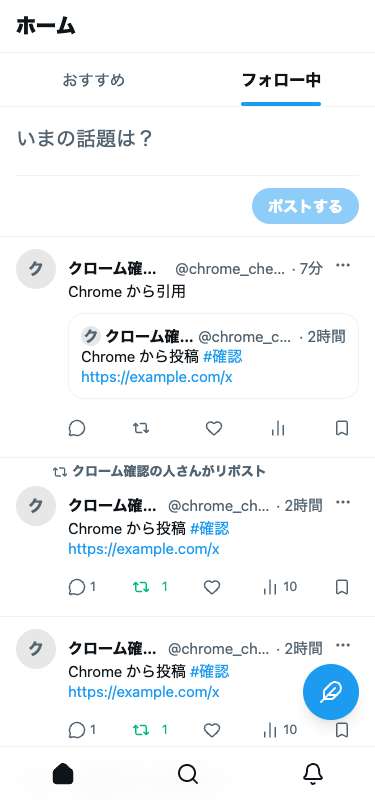 ホーム
おすすめ
フォロー中
いまの話題は？
ポストする
ク クローム確... @chrome_che... · 7分 ···
Chrome から引用
ク クローム確... @chrome_c... · 2時間
Chrome から投稿 #確認
https://example.com/x
クローム確認の人さんがリポスト
ク クローム確... @chrome_ch... · 2時間 ···
Chrome から投稿 #確認
https://example.com/x
1 1 10
ク クローム確... @chrome_ch... · 2時間 ···
Chrome から投稿 #確認
https://example.com/x
1 1 10